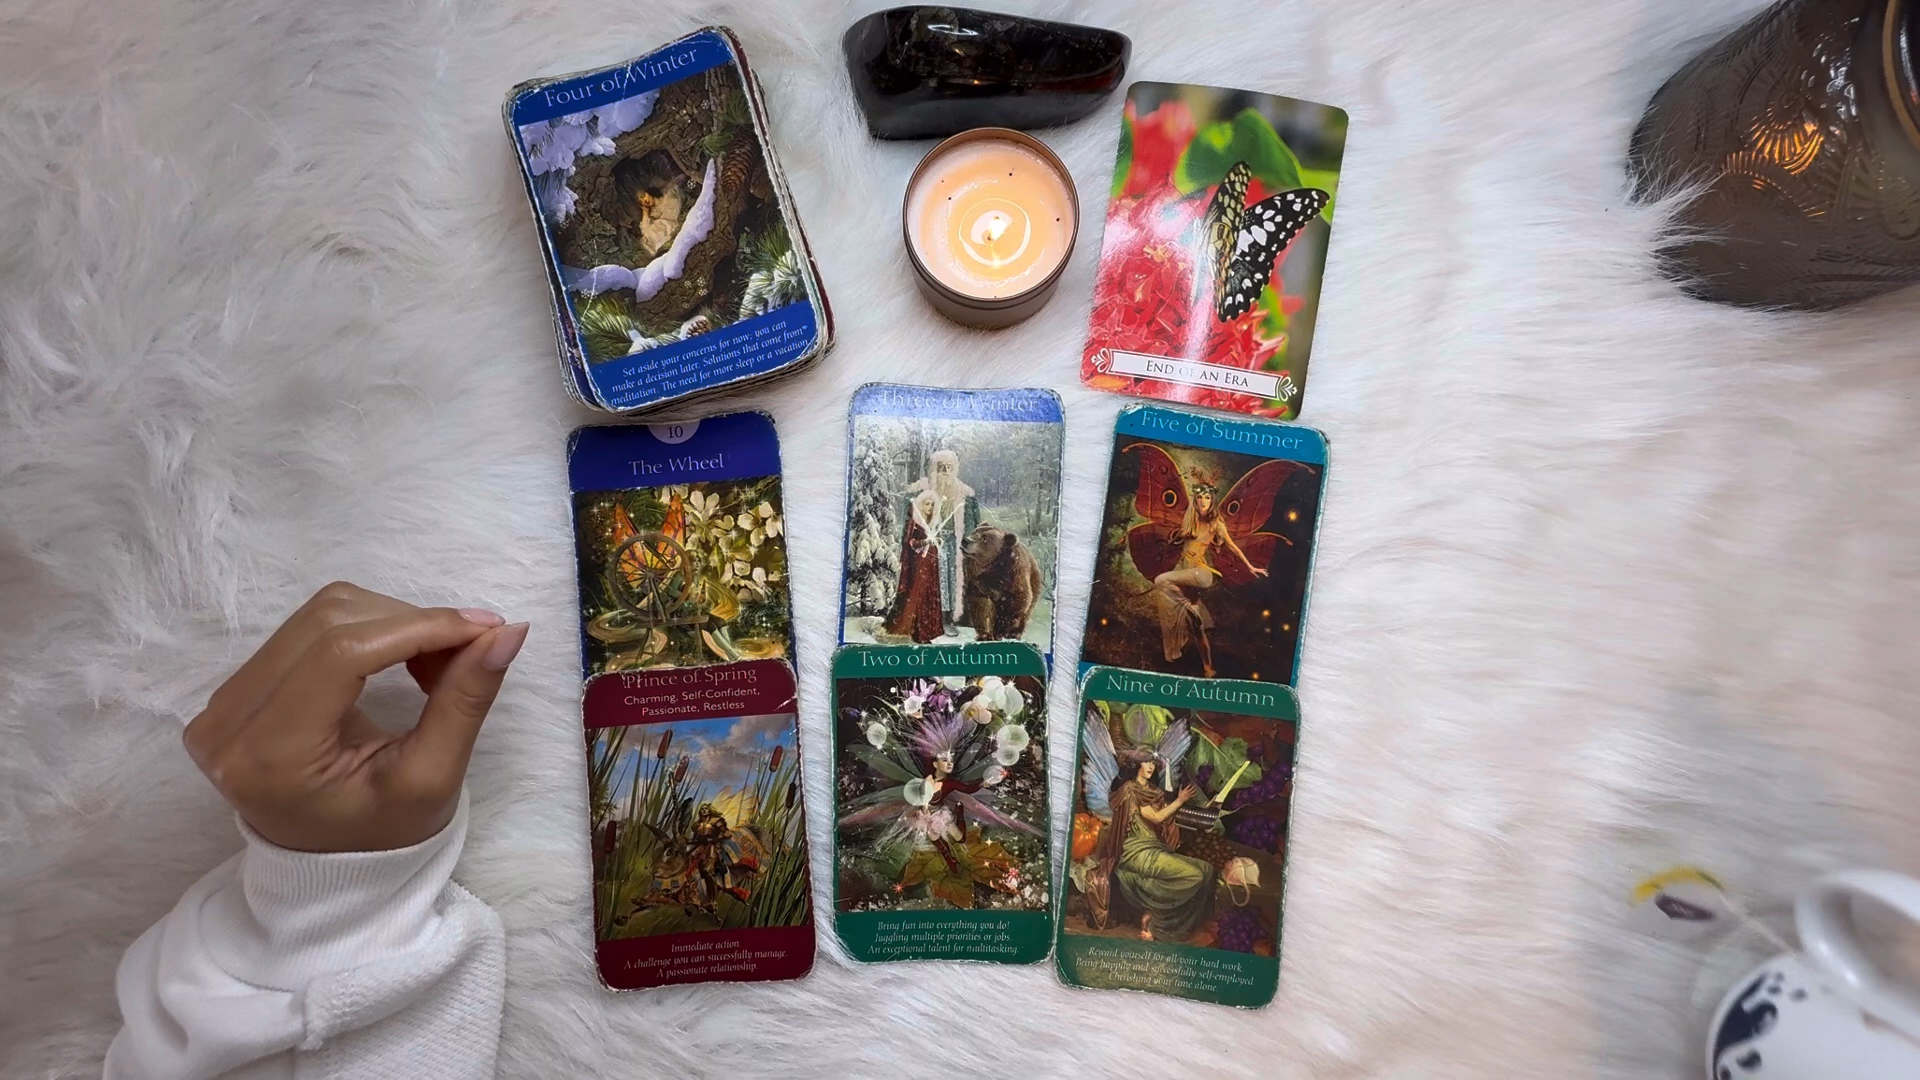 Four of Winter
Set aside your concerns for now; you can
make a decision later. Solutions that come from
meditation. The need for more sleep or a vacation
END OF AN ERA
10
The Wheel
Three of Winter
Five of Summer
Prince of Spring
Charming, Self-Confident,
Passionate, Restless
Immediate action.
A challenge you can successfully manage.
A passionate relationship.
Two of Autumn
Bring fun into everything you do!
Juggling multiple priorities or jobs.
An exceptional talent for multitasking.
Nine of Autumn
Reward yourself for all your hard work.
Being happily and successfully self-employed
Cherishing your time alone.